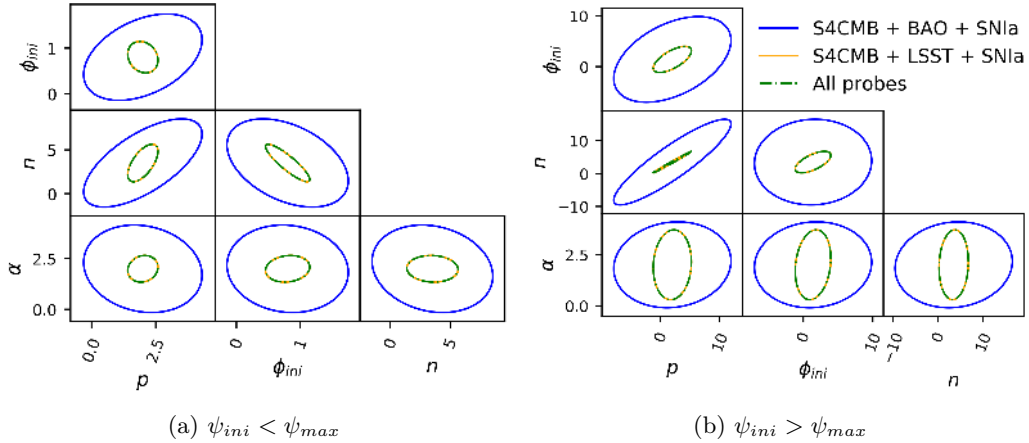 ϕ_ini
1
0
n
5
0
α
2.5
0.0
0.0
2.5
0
1
0
5
p
ϕ_ini
n
(a) ψ_ini < ψ_max
ϕ_ini
10
0
S4CMB + BAO + SNIa
S4CMB + LSST + SNIa
All probes
n
10
0
−10
α
2.5
0.0
0
10
0
10
−10
0
10
p
ϕ_ini
n
(b) ψ_ini > ψ_max